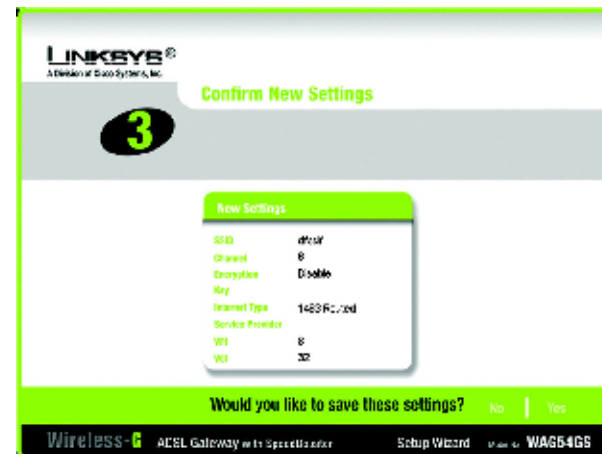 LINKSYS®
A Division of Cisco Systems, Inc.
Confirm New Settings
3
New Settings
SSID
Channel 6
Encryption Disable
Key
Internet Type 1483 Routed
Service Provider
VPI 8
VCI 32
Would you like to save these settings? No | Yes
Wireless-G ADSL Gateway with SpeedBooster Setup Wizard Model No. WAG54GS